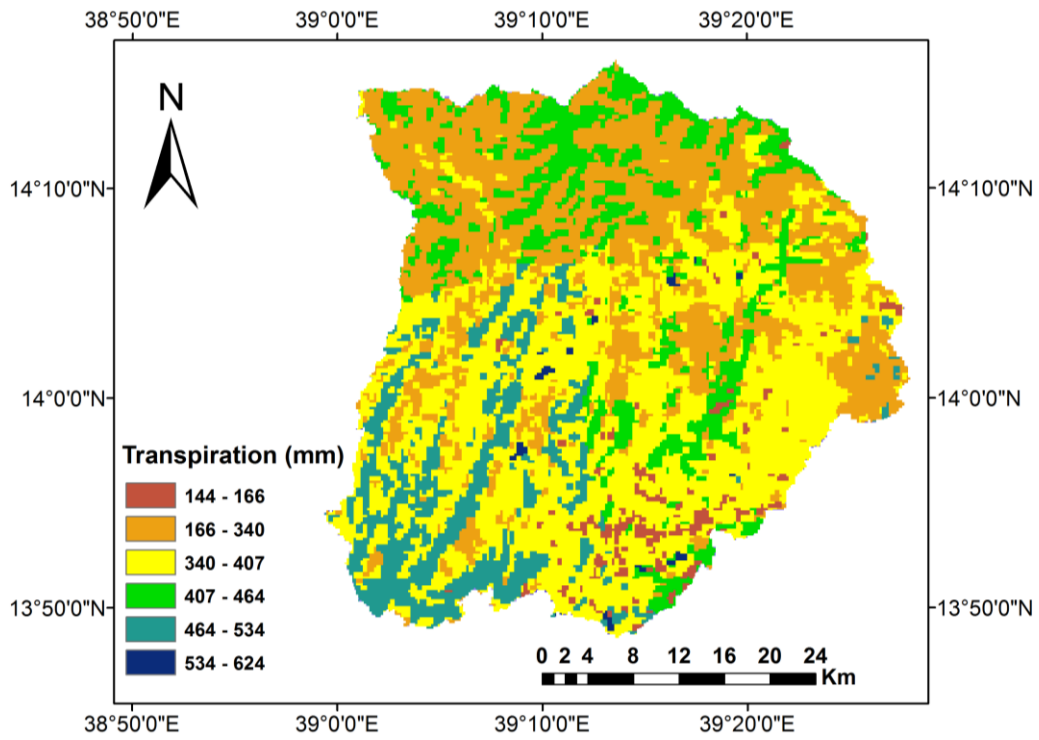 38°50'0"E 39°0'0"E 39°10'0"E 39°20'0"E
N
14°10'0"N 14°10'0"N
14°0'0"N 14°0'0"N
Transpiration (mm)
144 - 166
166 - 340
340 - 407
407 - 464
464 - 534
534 - 624
13°50'0"N 13°50'0"N
0 2 4 8 12 16 20 24
Km
38°50'0"E 39°0'0"E 39°10'0"E 39°20'0"E